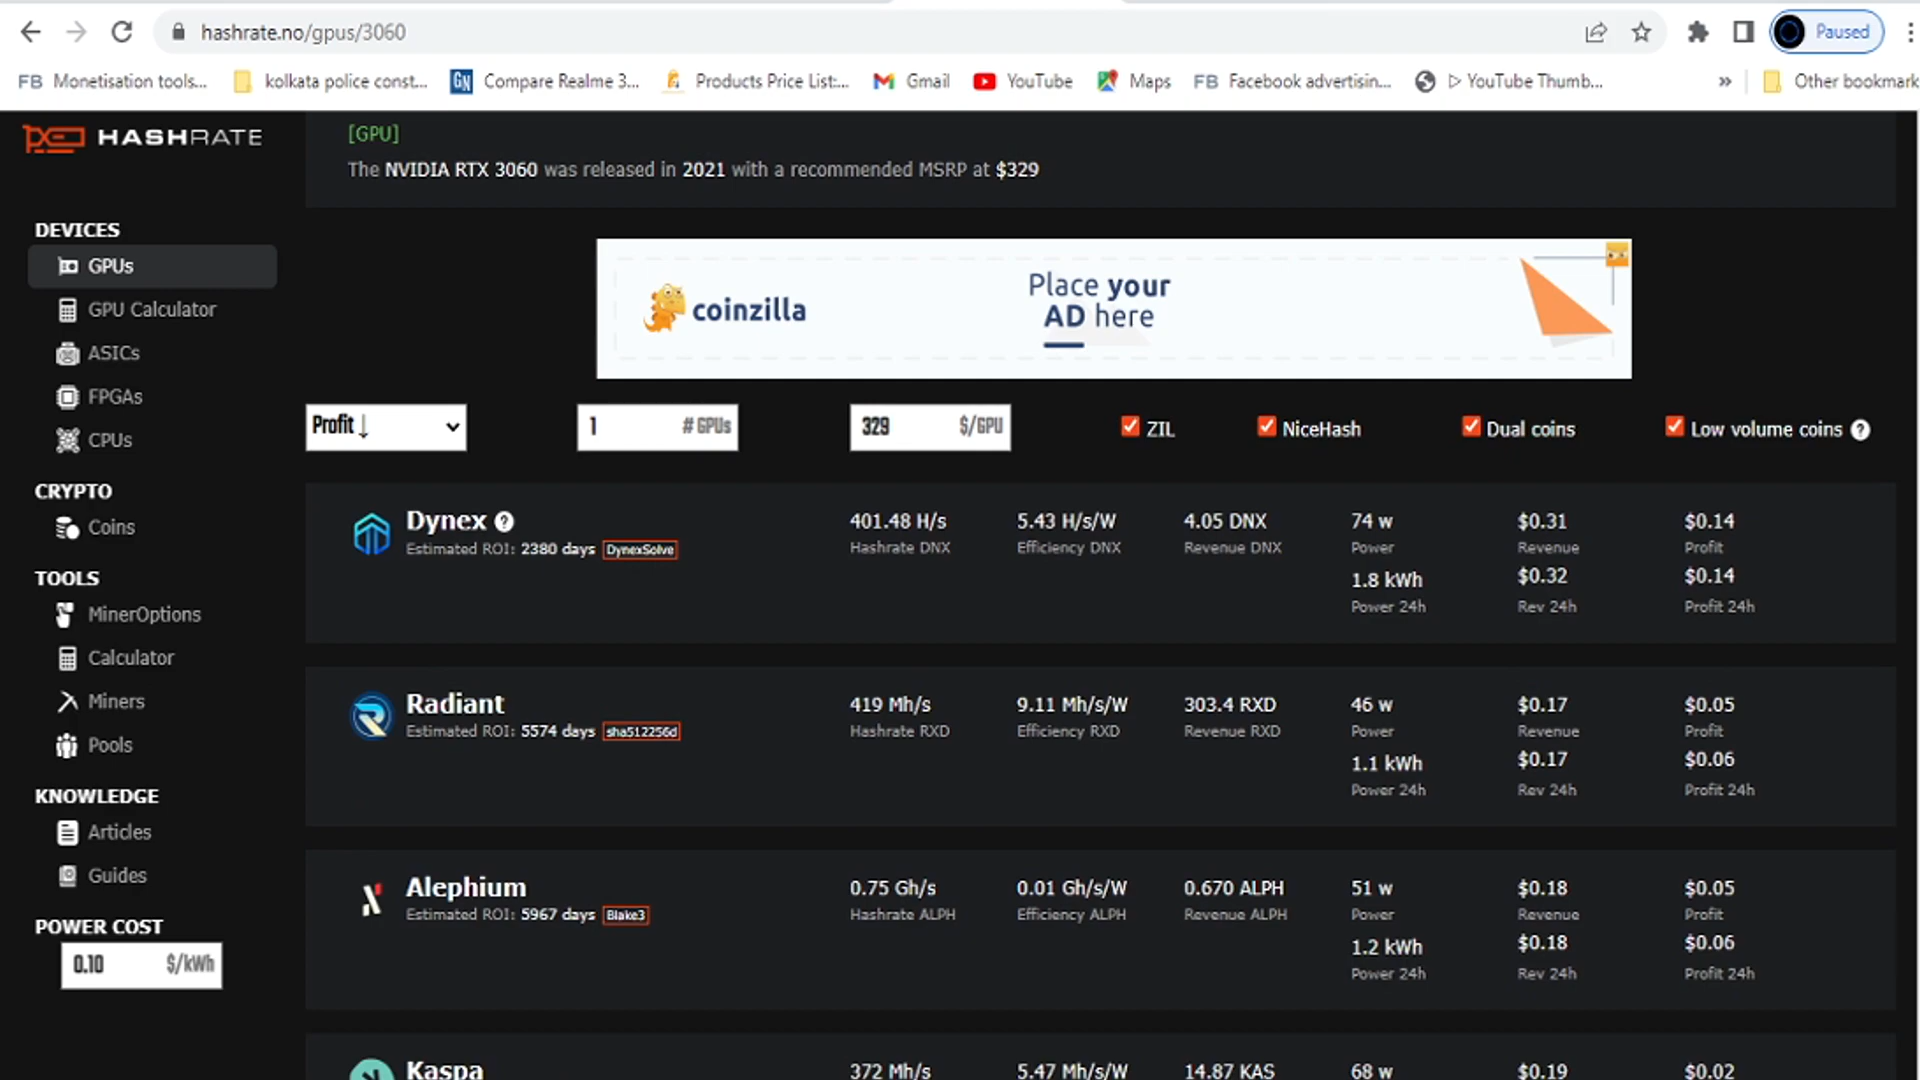 hashrate.no/gpus/3060
Paused
FB Monetisation tools...
kolkata police const...
GN Compare Realme 3...
Products Price List:...
Gmail
YouTube
Maps
FB Facebook advertisin...
▷ YouTube Thumb...
»
Other bookmark
HASHRATE
[GPU]
The NVIDIA RTX 3060 was released in 2021 with a recommended MSRP at $329
DEVICES
GPUs
GPU Calculator
ASICs
FPGAs
CPUs
CRYPTO
Coins
TOOLS
MinerOptions
Calculator
Miners
Pools
KNOWLEDGE
Articles
Guides
POWER COST
0.10 $/kWh
coinzilla
Place your
AD here
Profit ↓
1 # GPUs
329 $/GPU
ZIL
NiceHash
Dual coins
Low volume coins ?
Dynex ?
Estimated ROI: 2380 days DynexSolve
401.48 H/s
Hashrate DNX
5.43 H/s/W
Efficiency DNX
4.05 DNX
Revenue DNX
74 w
Power
1.8 kWh
Power 24h
$0.31
Revenue
$0.32
Rev 24h
$0.14
Profit
$0.14
Profit 24h
Radiant
Estimated ROI: 5574 days sha512256d
419 Mh/s
Hashrate RXD
9.11 Mh/s/W
Efficiency RXD
303.4 RXD
Revenue RXD
46 w
Power
1.1 kWh
Power 24h
$0.17
Revenue
$0.17
Rev 24h
$0.05
Profit
$0.06
Profit 24h
Alephium
Estimated ROI: 5967 days Blake3
0.75 Gh/s
Hashrate ALPH
0.01 Gh/s/W
Efficiency ALPH
0.670 ALPH
Revenue ALPH
51 w
Power
1.2 kWh
Power 24h
$0.18
Revenue
$0.18
Rev 24h
$0.05
Profit
$0.06
Profit 24h
Kaspa
372 Mh/s
5.47 Mh/s/W
14.87 KAS
68 w
$0.19
$0.02